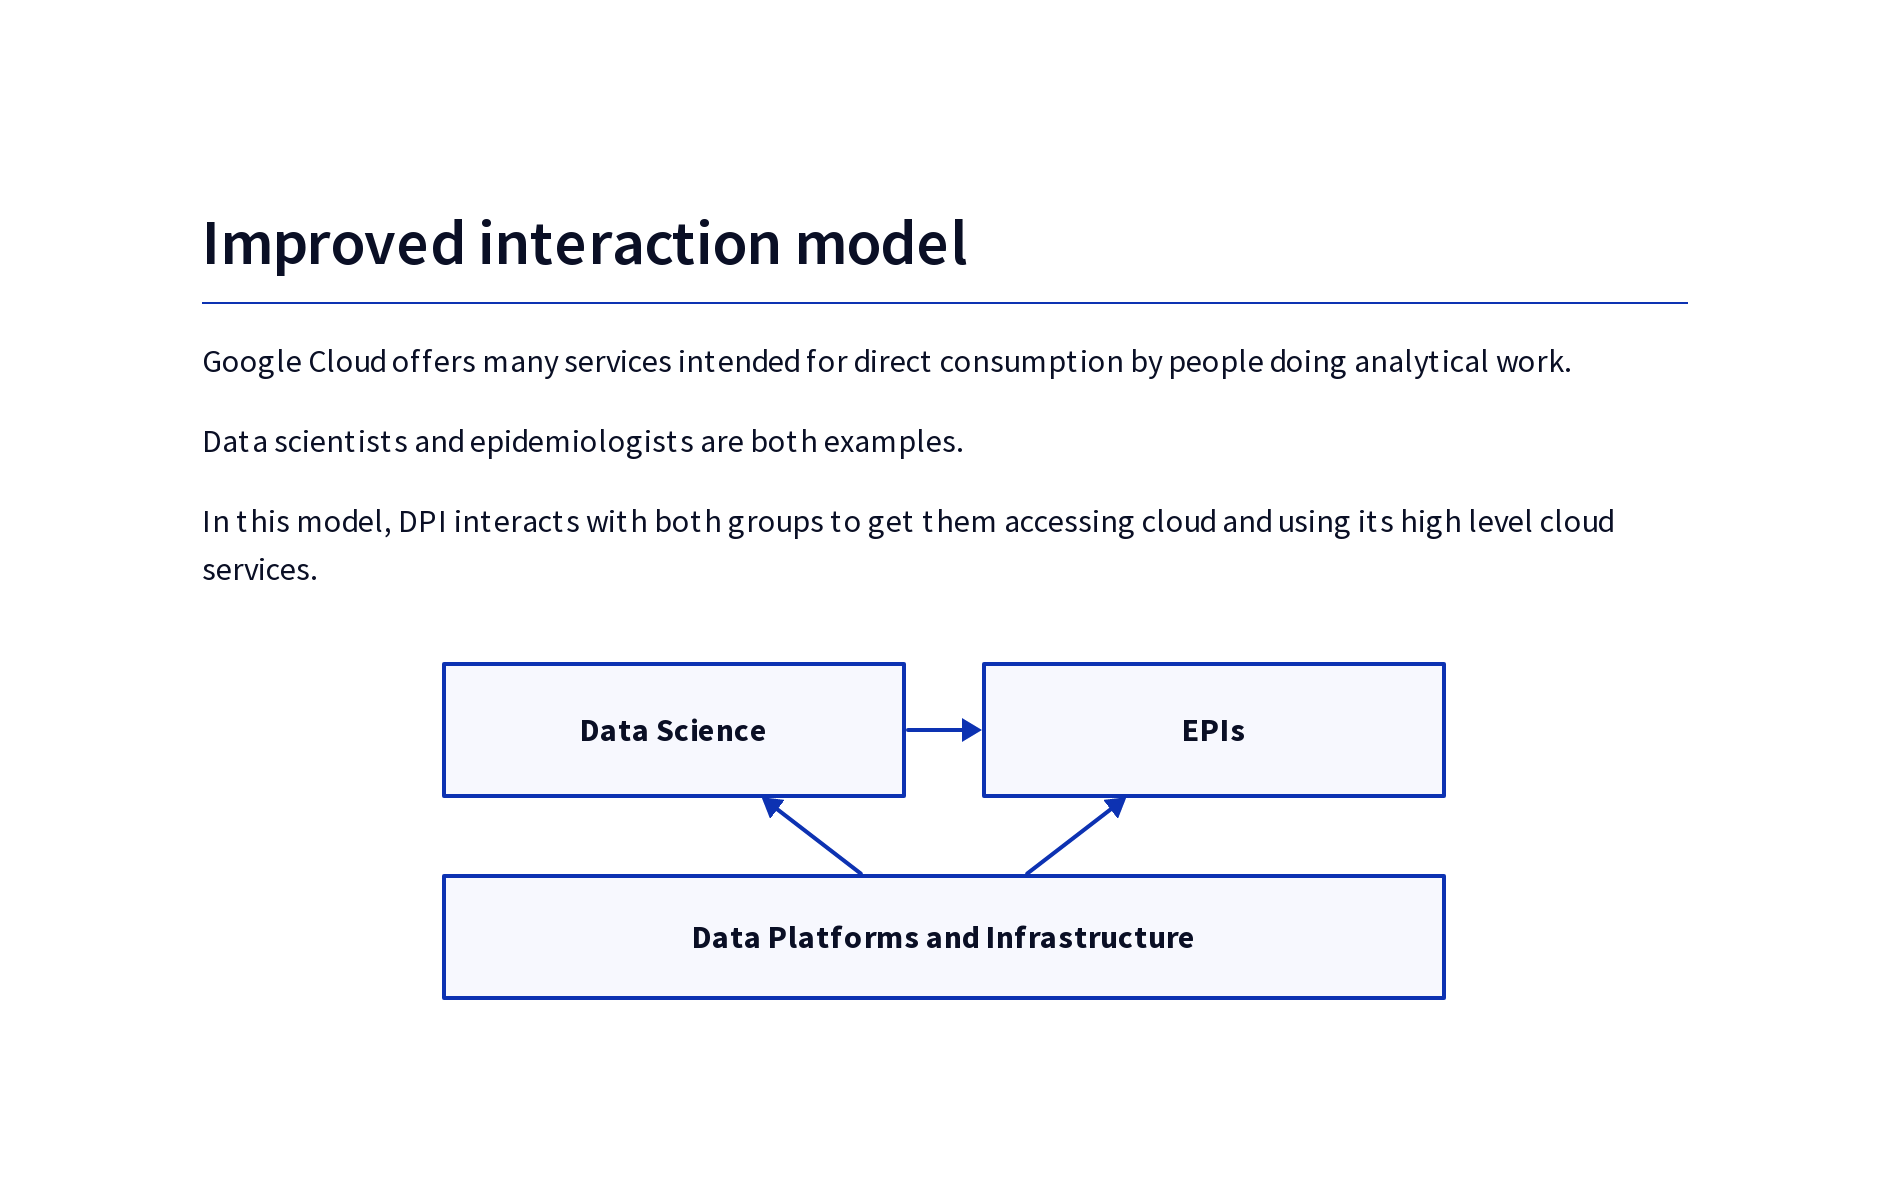 Improved interaction model
Google Cloud offers many services intended for direct consumption by people doing analytical work.
Data scientists and epidemiologists are both examples.
In this model, DPI interacts with both groups to get them accessing cloud and using its high level cloud
services.
Data Science
EPIs
Data Platforms and Infrastructure